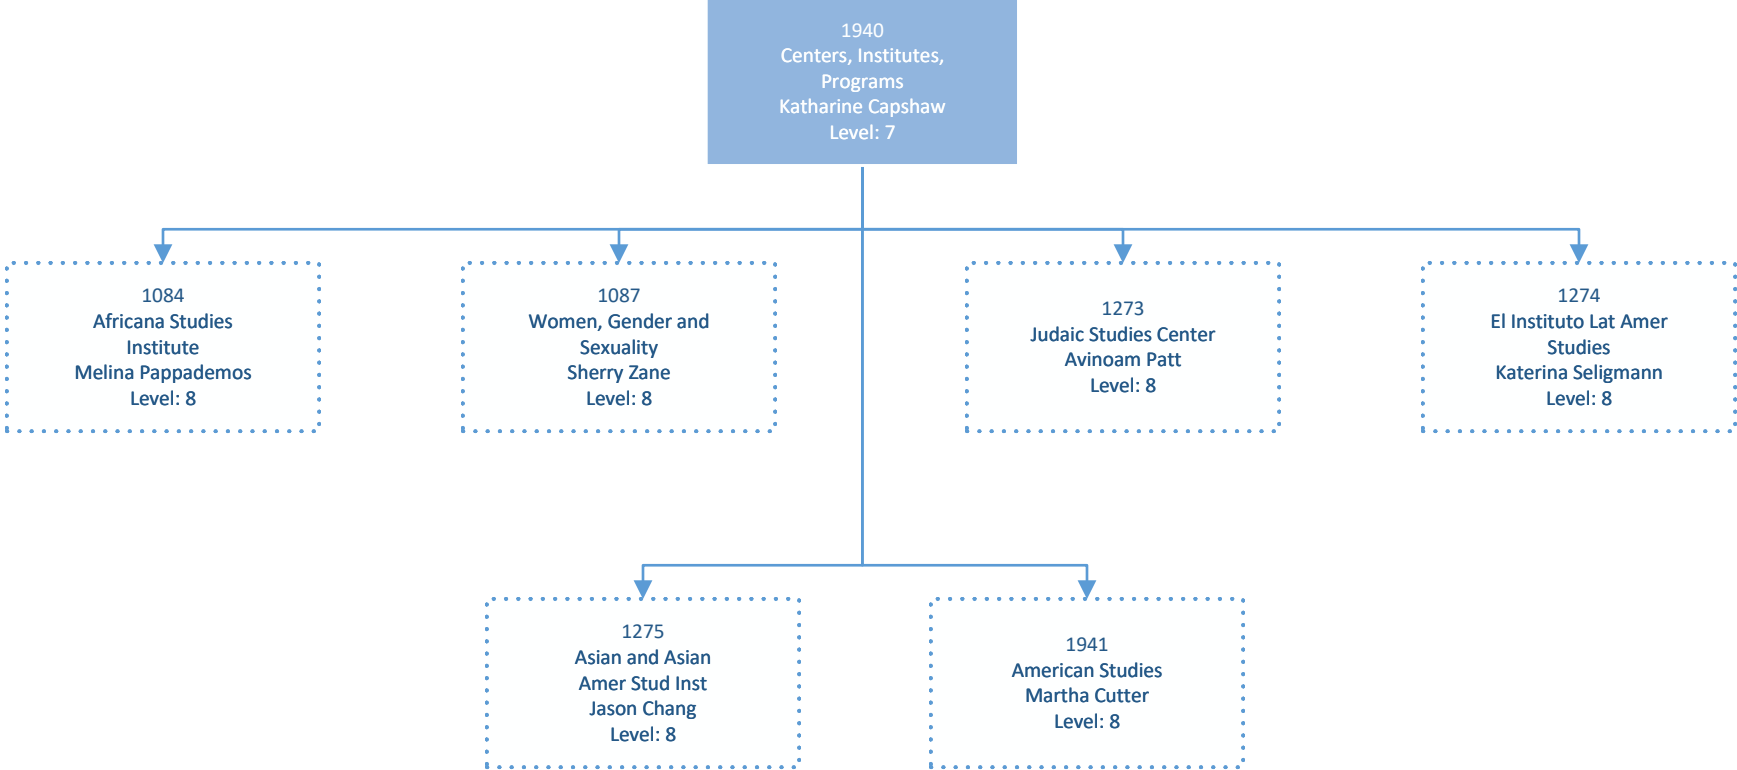 1940
Centers, Institutes,
Programs
Katharine Capshaw
Level: 7
1084
Africana Studies
Institute
Melina Pappademos
Level: 8
1087
Women, Gender and
Sexuality
Sherry Zane
Level: 8
1273
Judaic Studies Center
Avinoam Patt
Level: 8
1274
El Instituto Lat Amer
Studies
Katerina Seligmann
Level: 8
1275
Asian and Asian
Amer Stud Inst
Jason Chang
Level: 8
1941
American Studies
Martha Cutter
Level: 8